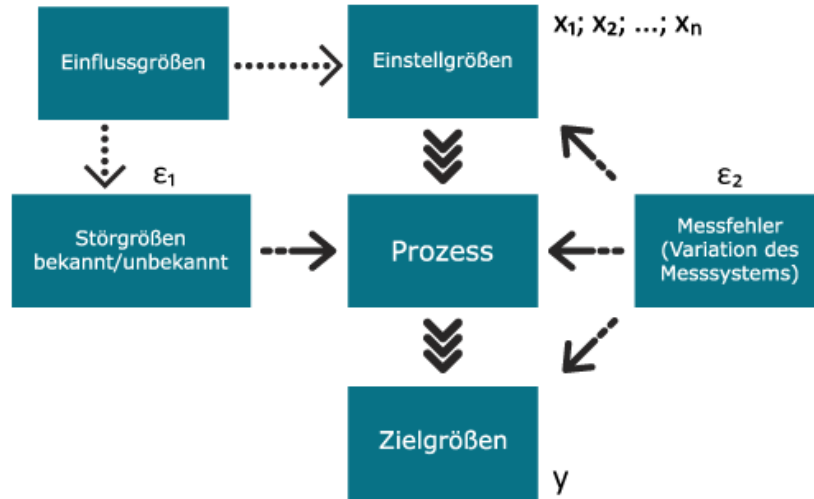 x₁; x₂; ...; xₙ
Einflussgrößen
Einstellgrößen
ε₁
ε₂
Störgrößen
bekannt/unbekannt
Prozess
Messfehler
(Variation des
Messsystems)
Zielgrößen
y